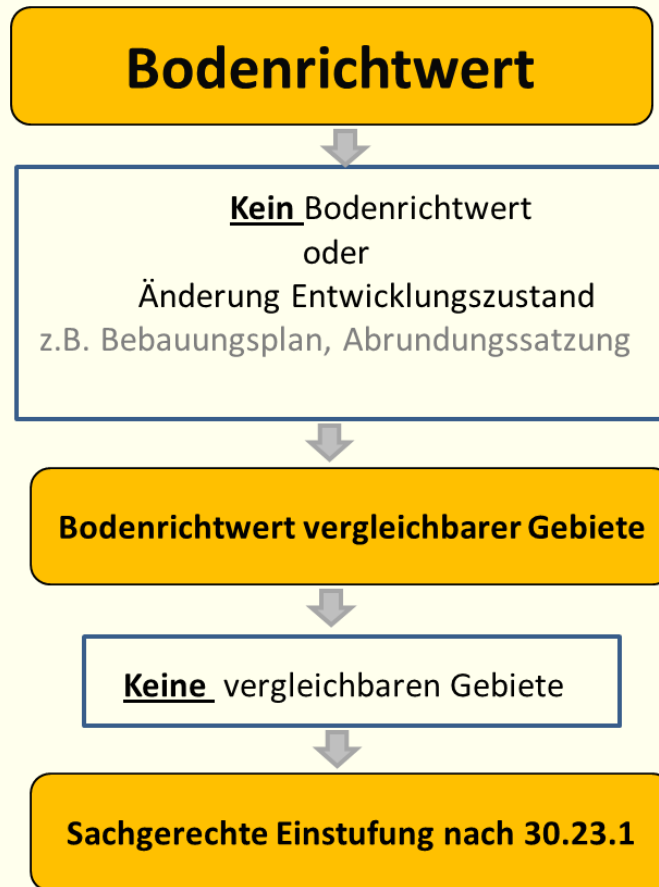 Bodenrichtwert
Kein Bodenrichtwert
oder
Änderung Entwicklungszustand
z.B. Bebauungsplan, Abrundungssatzung
Bodenrichtwert vergleichbarer Gebiete
Keine vergleichbaren Gebiete
Sachgerechte Einstufung nach 30.23.1